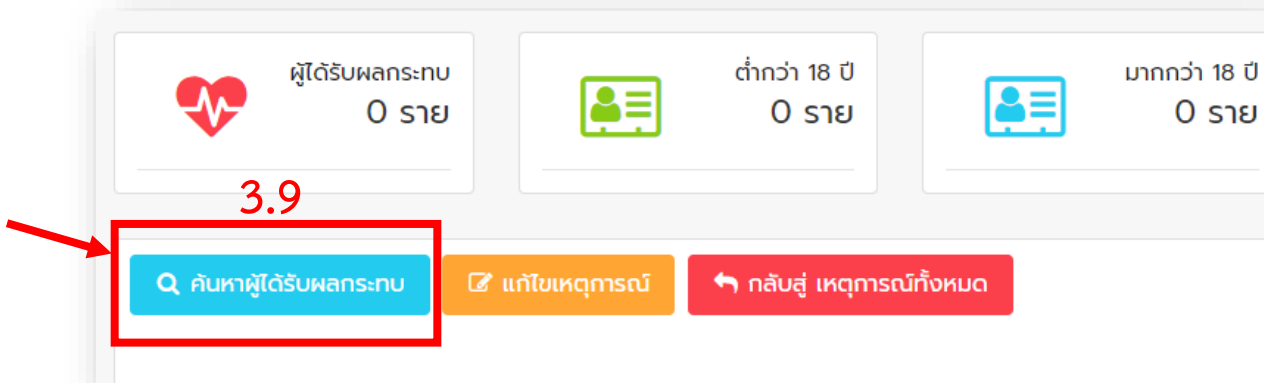 ผู้ได้รับผลกระทบ
0 ราย
ต่ำกว่า 18 ปี
0 ราย
มากกว่า 18 ปี
0 ราย
3.9
ค้นหาผู้ได้รับผลกระทบ
แก้ไขเหตุการณ์
กลับสู่ เหตุการณ์ทั้งหมด